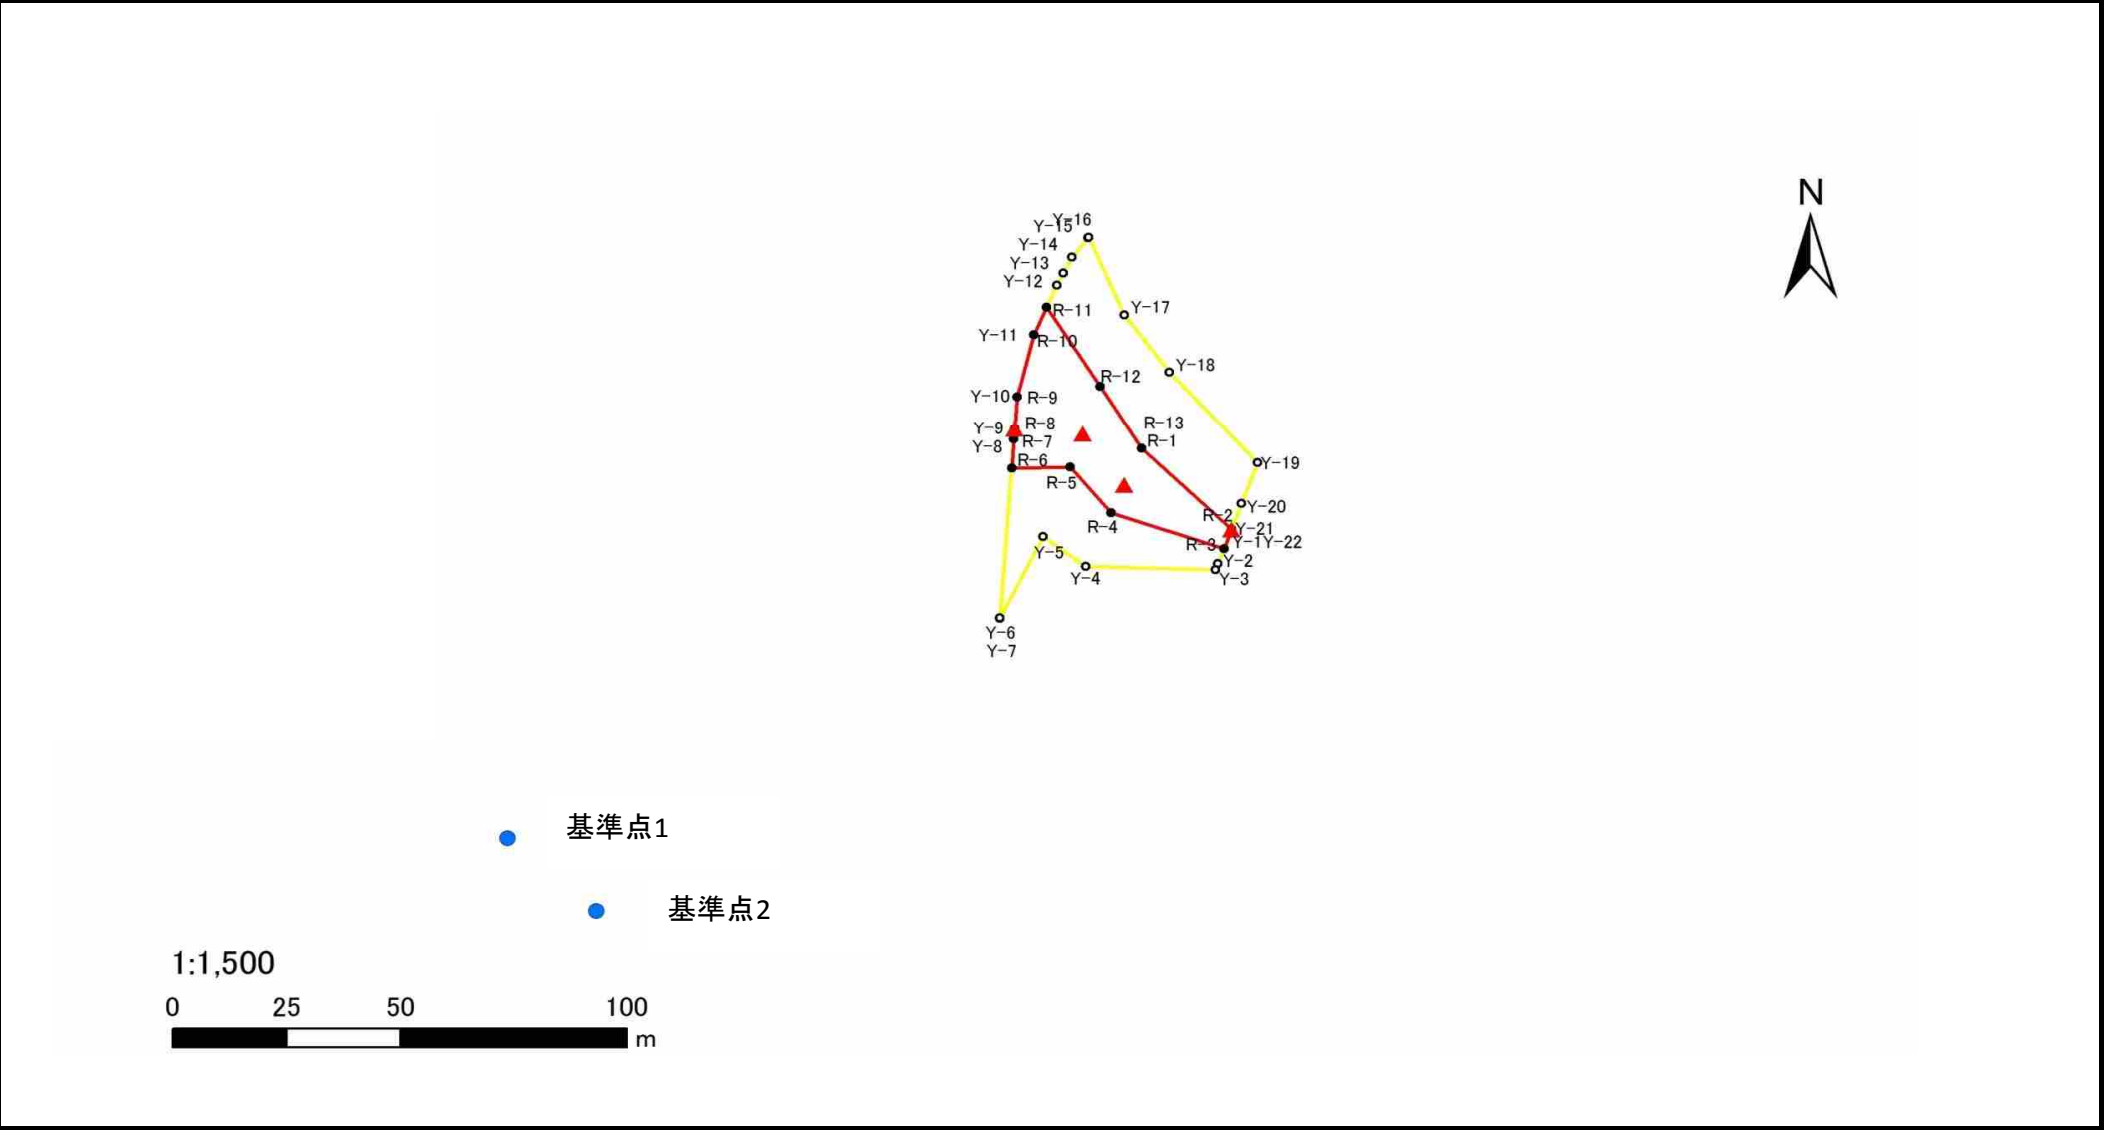 N
Y-16
Y-15
Y-14
Y-13
Y-12
R-11
Y-17
Y-11
R-10
Y-18
R-12
Y-10
R-9
Y-9
R-8
R-13
Y-8
R-7
R-1
R-6
Y-19
R-5
Y-20
R-2
R-4
Y-21
R-3
Y-1
Y-22
Y-5
Y-2
Y-4
Y-3
Y-6
Y-7
基準点1
基準点2
1:1,500
0 25 50 100
m